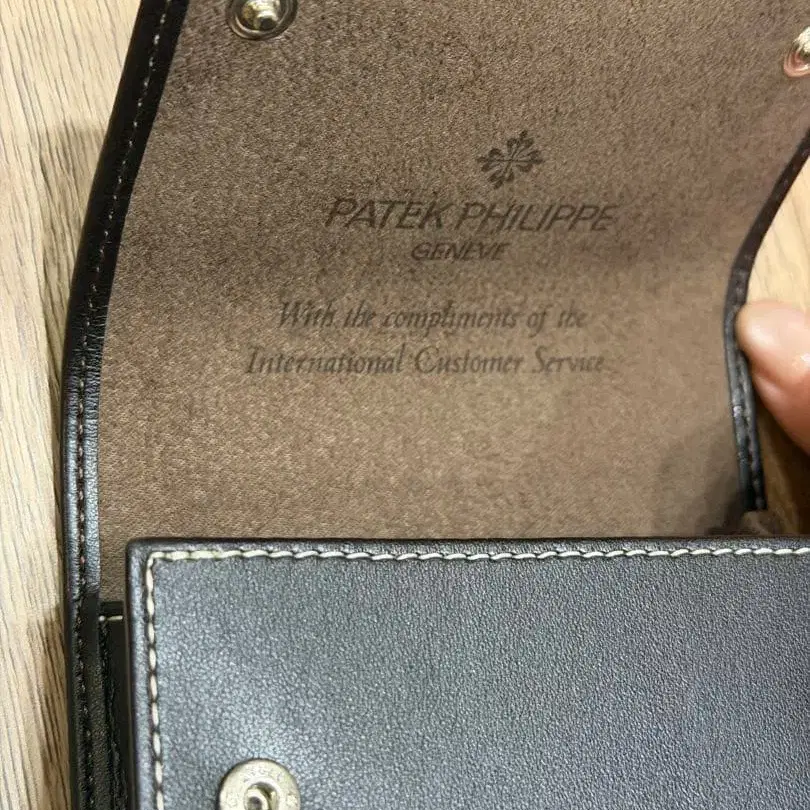 PATEK PHILIPPE
GENEVE
With the compliments of the
International Customer Service